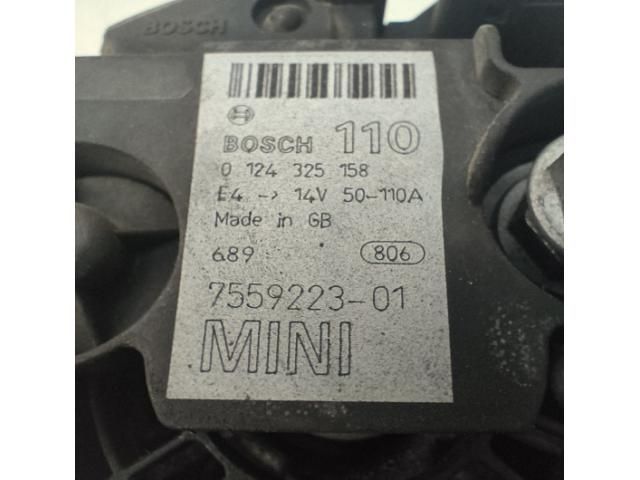 BOSCH
BOSCH 110
0 124 325 158
E4 -> 14V 50-110A
Made in GB
689 806
7559223-01
MINI